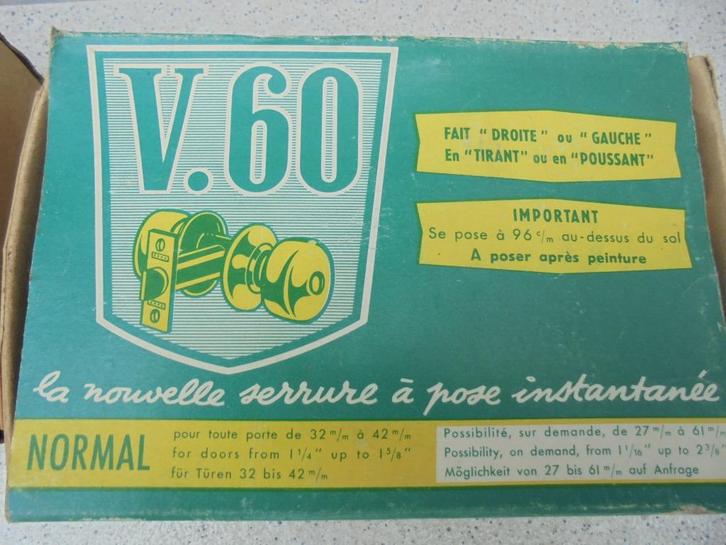 V.60
FAIT "DROITE" ou "GAUCHE"
En "TIRANT" ou en "POUSSANT"
IMPORTANT
Se pose à 96 c/m au-dessus du sol
A poser après peinture
la nouvelle serrure à pose instantanée
NORMAL
pour toute porte de 32 m/m à 42 m/m
for doors from 1 1/4" up to 1 5/8"
für Türen 32 bis 42 m/m
Possibilité, sur demande, de 27 m/m à 61 m/m
Possibility, on demand, from 1 1/16" up to 2 3/8"
Möglichkeit von 27 bis 61 m/m auf Anfrage